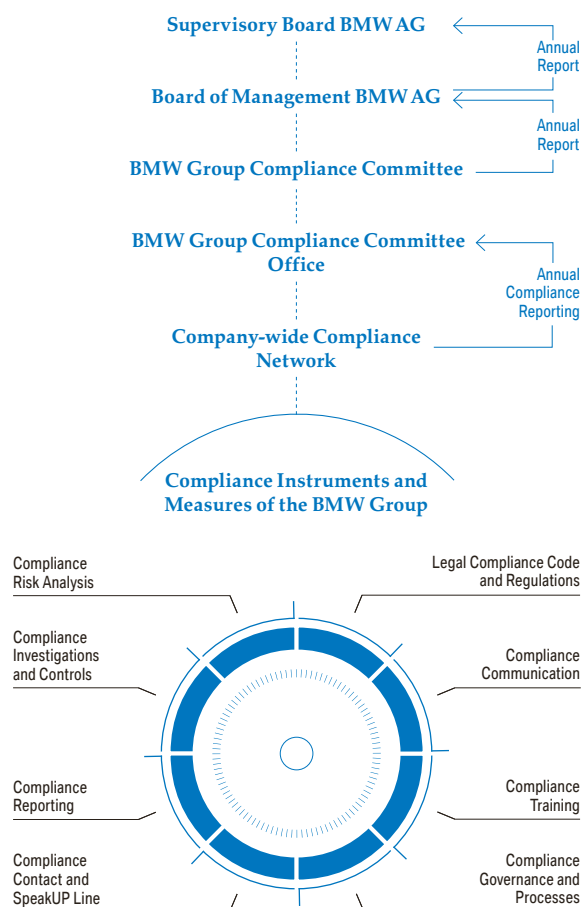 Supervisory Board BMW AG
Annual
Report
Board of Management BMW AG
Annual
Report
BMW Group Compliance Committee
BMW Group Compliance Committee
Office
Annual
Compliance
Reporting
Company-wide Compliance
Network
Compliance Instruments and
Measures of the BMW Group
Compliance
Risk Analysis
Legal Compliance Code
and Regulations
Compliance
Investigations
and Controls
Compliance
Communication
Compliance
Reporting
Compliance
Training
Compliance
Contact and
SpeakUP Line
Compliance
Governance and
Processes